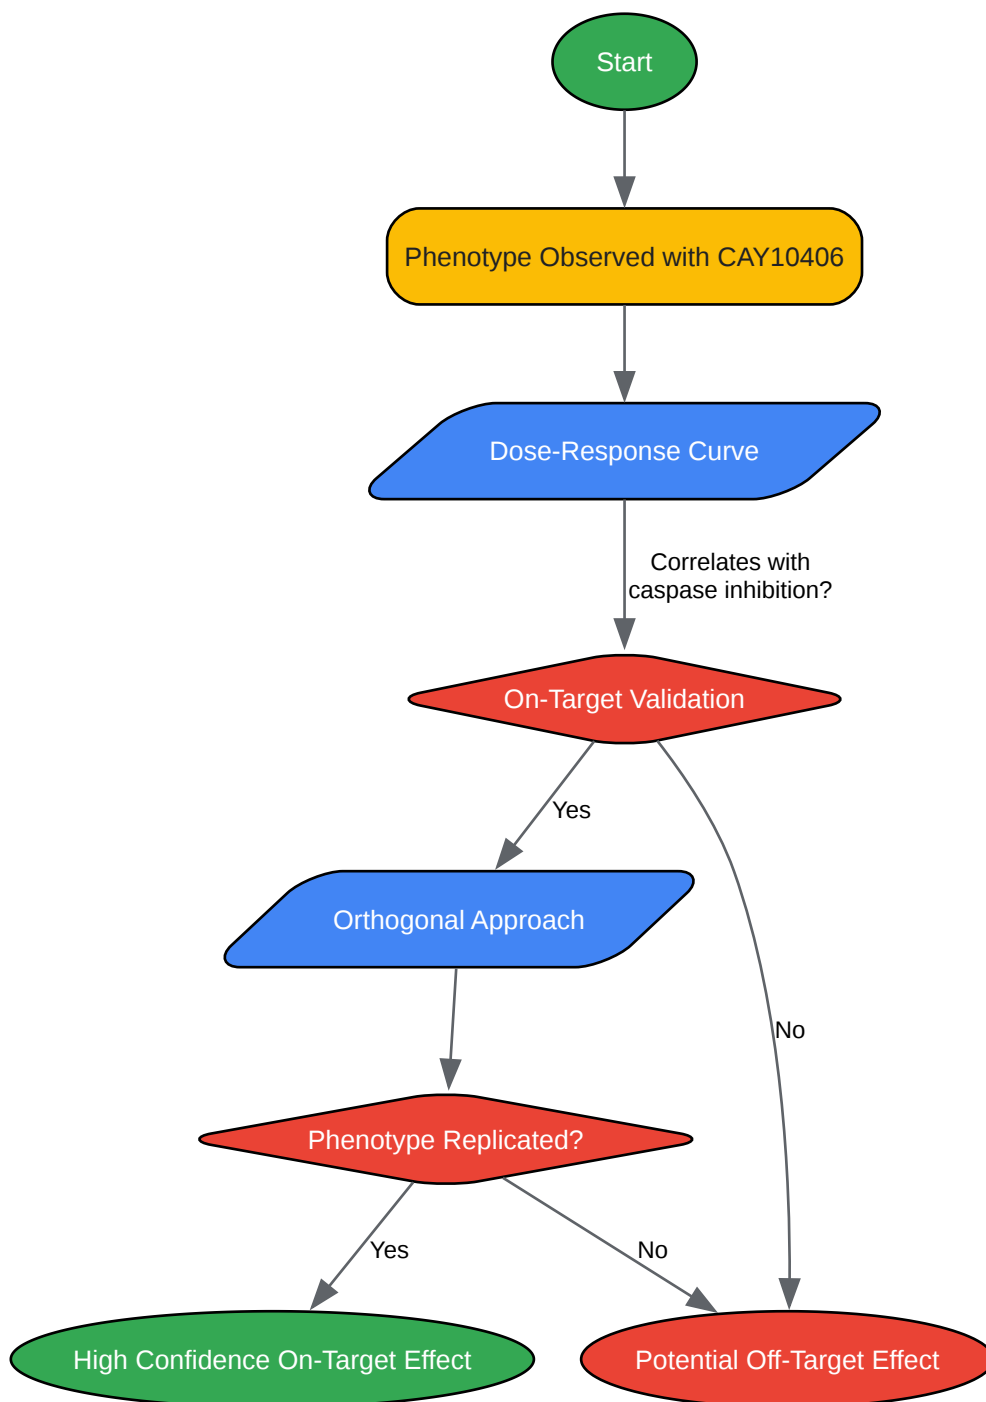 Start
Phenotype Observed with CAY10406
Dose-Response Curve
Correlates with
caspase inhibition?
On-Target Validation
Yes
Orthogonal Approach
No
Phenotype Replicated?
Yes
No
High Confidence On-Target Effect
Potential Off-Target Effect